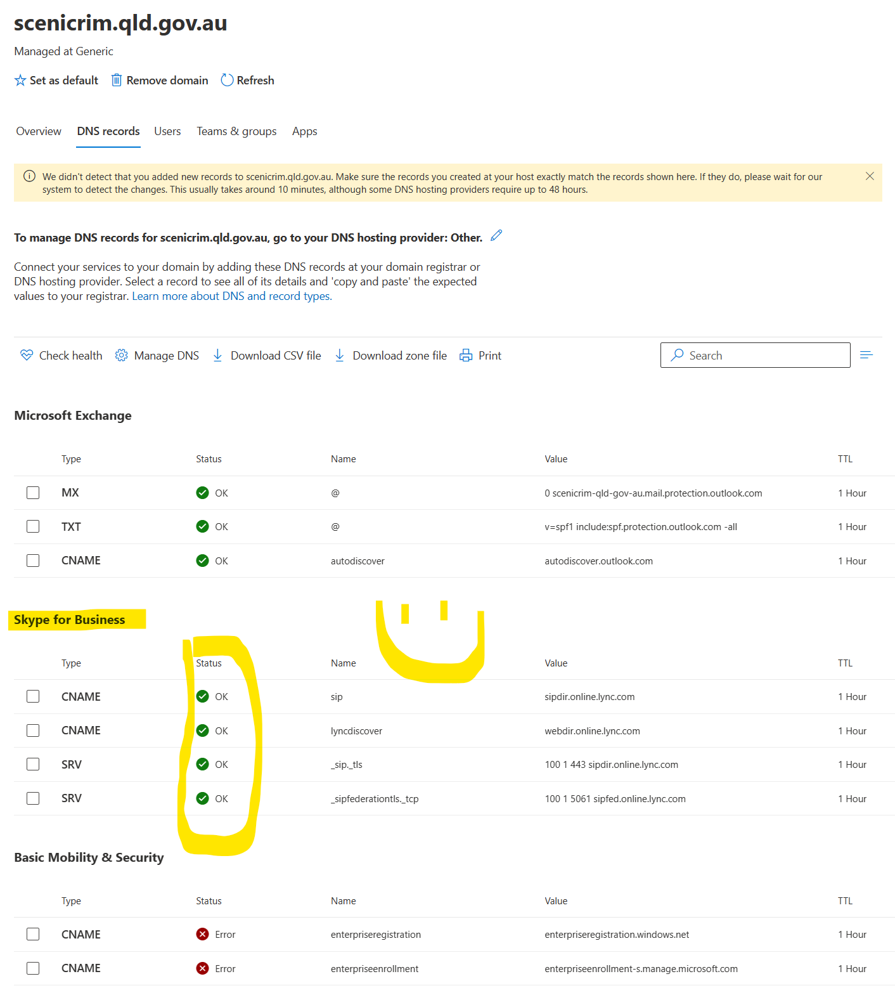 scenicrim.qld.gov.au
Managed at Generic
Set as default Remove domain Refresh
Overview DNS records Users Teams & groups Apps
We didn't detect that you added new records to scenicrim.qld.gov.au. Make sure the records you created at your host exactly match the records shown here. If they do, please wait for our
system to detect the changes. This usually takes around 10 minutes, although some DNS hosting providers require up to 48 hours.
To manage DNS records for scenicrim.qld.gov.au, go to your DNS hosting provider: Other.
Connect your services to your domain by adding these DNS records at your domain registrar or
DNS hosting provider. Select a record to see all of its details and 'copy and paste' the expected
values to your registrar. Learn more about DNS and record types.
Check health Manage DNS Download CSV file Download zone file Print Search
Microsoft Exchange
Type Status Name Value TTL
MX OK @ 0 scenicrim-qld-gov-au.mail.protection.outlook.com 1 Hour
TXT OK @ v=spf1 include:spf.protection.outlook.com -all 1 Hour
CNAME OK autodiscover autodiscover.outlook.com 1 Hour
Skype for Business
Type Status Name Value TTL
CNAME OK sip sipdir.online.lync.com 1 Hour
CNAME OK lyncdiscover webdir.online.lync.com 1 Hour
SRV OK _sip._tls 100 1 443 sipdir.online.lync.com 1 Hour
SRV OK _sipfederationtls._tcp 100 1 5061 sipfed.online.lync.com 1 Hour
Basic Mobility & Security
Type Status Name Value TTL
CNAME Error enterpriseregistration enterpriseregistration.windows.net 1 Hour
CNAME Error enterpriseenrollment enterpriseenrollment-s.manage.microsoft.com 1 Hour